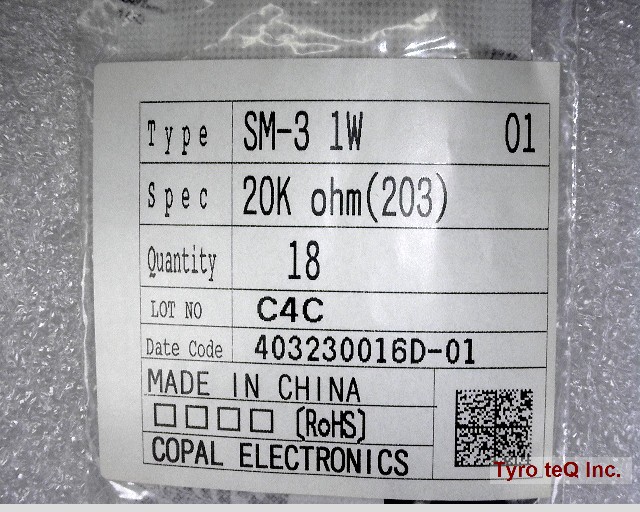 Type SM-3 1W 01
Spec 20K ohm(203)
Quantity 18
LOT NO C4C
Date Code 403230016D-01
MADE IN CHINA
□□□□ (RoHS)
COPAL ELECTRONICS
Tyro teQ Inc.